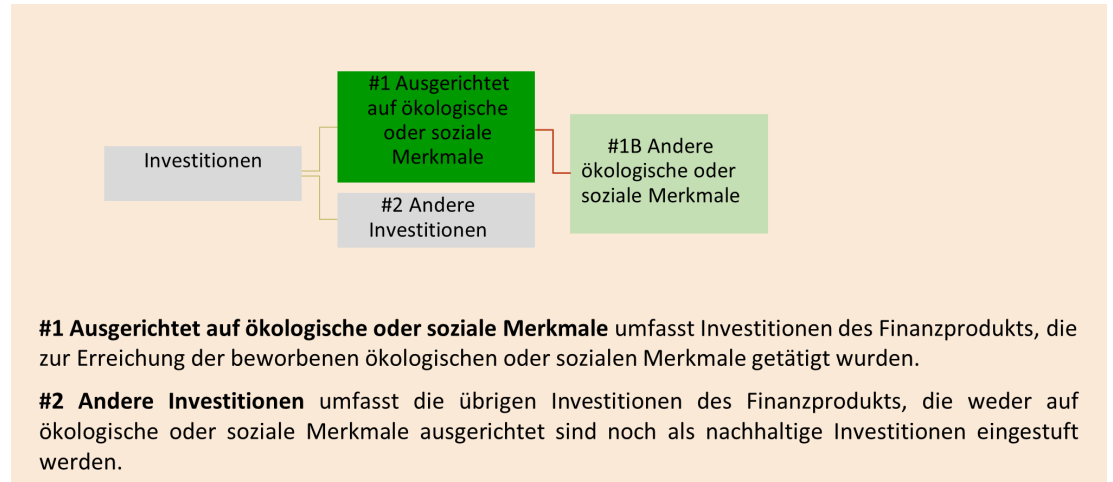 #1 Ausgerichtet
auf ökologische
oder soziale
Merkmale
Investitionen
#2 Andere
Investitionen
#1B Andere
ökologische oder
soziale Merkmale
#1 Ausgerichtet auf ökologische oder soziale Merkmale umfasst Investitionen des Finanzprodukts, die
zur Erreichung der beworbenen ökologischen oder sozialen Merkmale getätigt wurden.
#2 Andere Investitionen umfasst die übrigen Investitionen des Finanzprodukts, die weder auf
ökologische oder soziale Merkmale ausgerichtet sind noch als nachhaltige Investitionen eingestuft
werden.